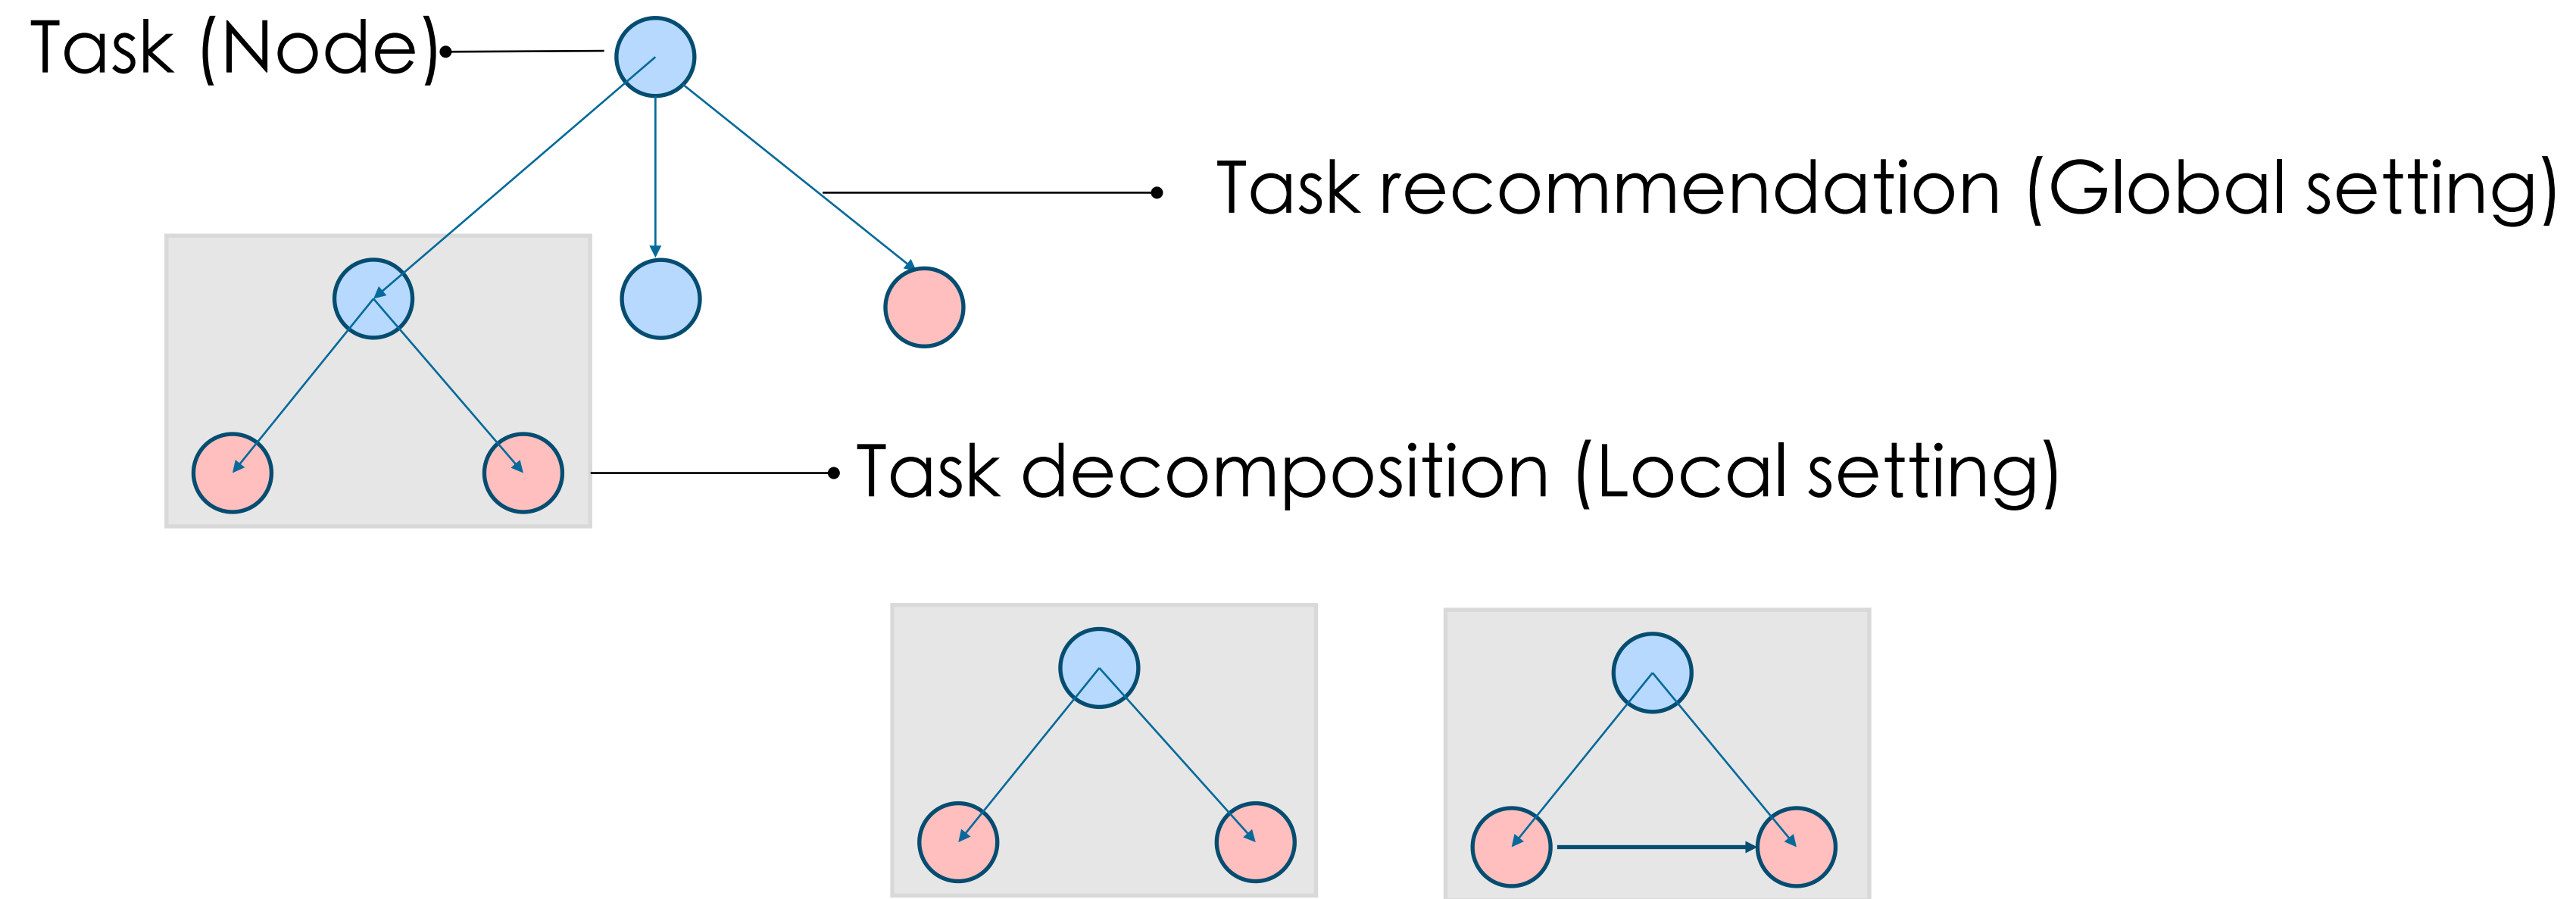 Task (Node)
Task recommendation (Global setting)
Task decomposition (Local setting)